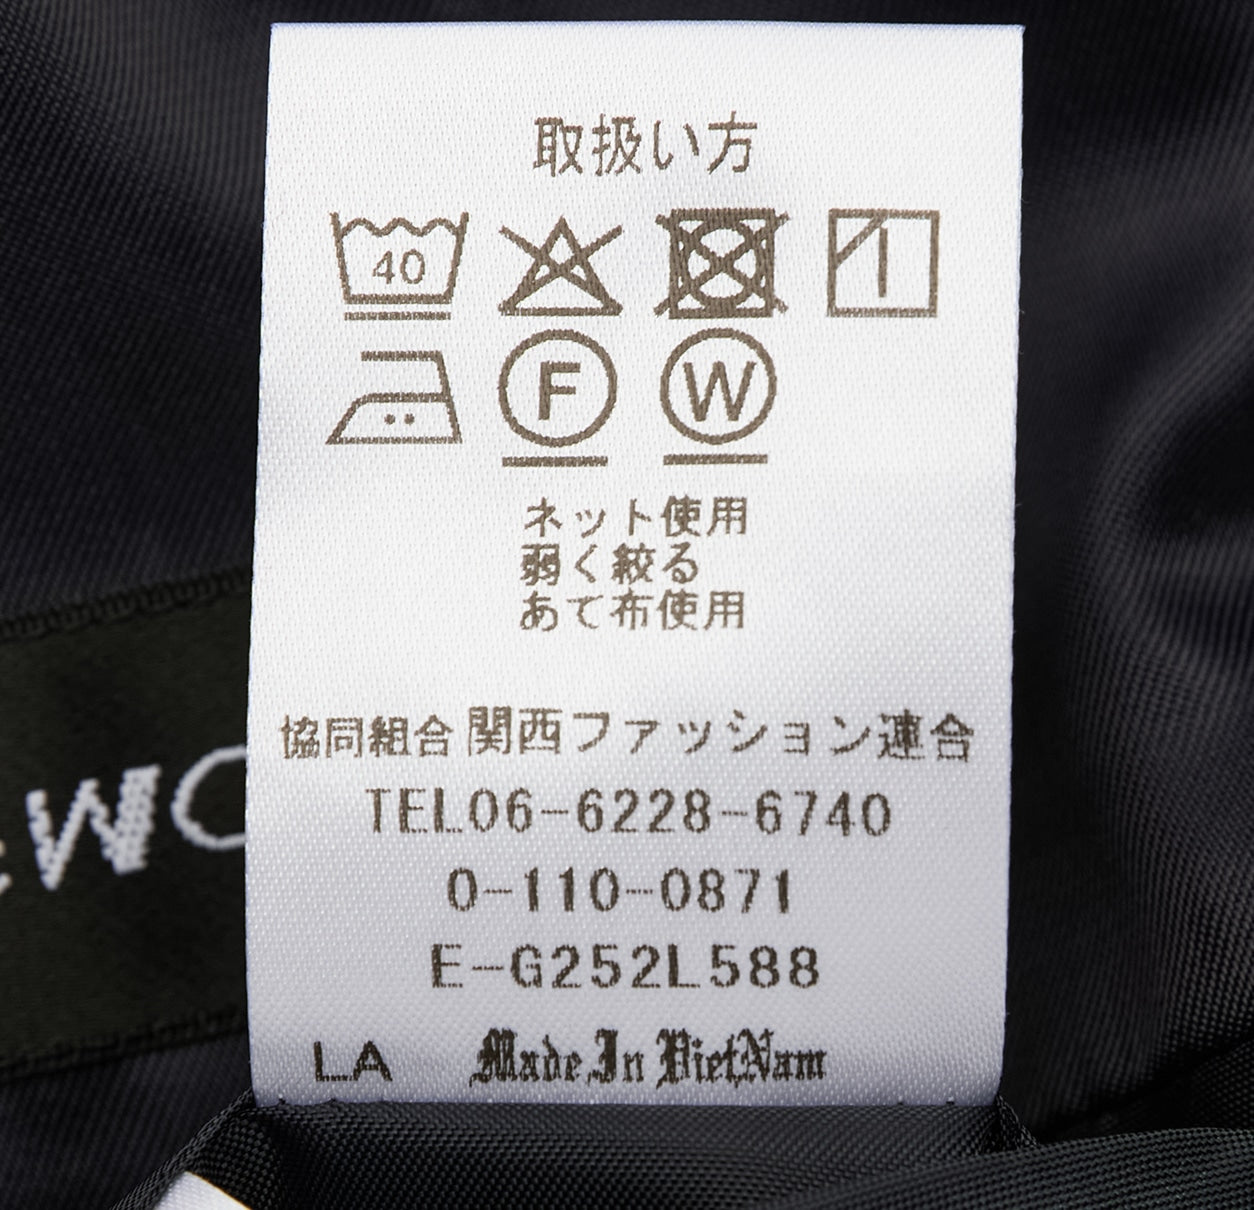 取扱い方
40
F W
ネット使用
弱く絞る
あて布使用
協同組合 関西ファッション連合
TEL06-6228-6740
0-110-0871
E-G252L588
LA Made In VietNam
WO